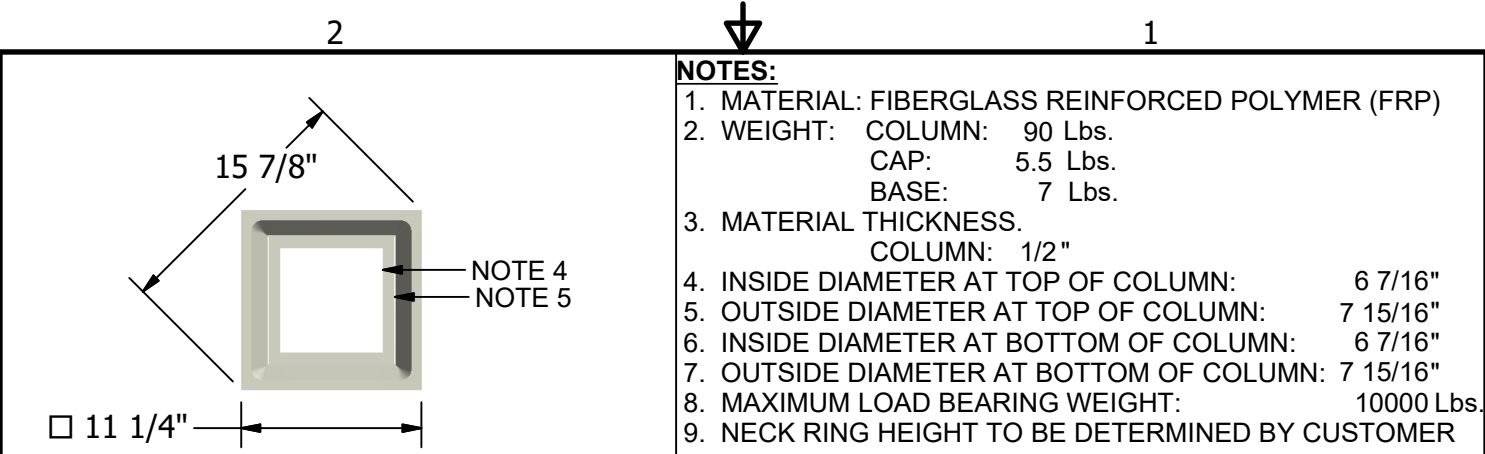 2 1
15 7/8"
NOTE 4
NOTE 5
□ 11 1/4"
NOTES:
1. MATERIAL: FIBERGLASS REINFORCED POLYMER (FRP)
2. WEIGHT: COLUMN: 90 Lbs.
CAP: 5.5 Lbs.
BASE: 7 Lbs.
3. MATERIAL THICKNESS.
COLUMN: 1/2"
4. INSIDE DIAMETER AT TOP OF COLUMN: 6 7/16"
5. OUTSIDE DIAMETER AT TOP OF COLUMN: 7 15/16"
6. INSIDE DIAMETER AT BOTTOM OF COLUMN: 6 7/16"
7. OUTSIDE DIAMETER AT BOTTOM OF COLUMN: 7 15/16"
8. MAXIMUM LOAD BEARING WEIGHT: 10000 Lbs.
9. NECK RING HEIGHT TO BE DETERMINED BY CUSTOMER